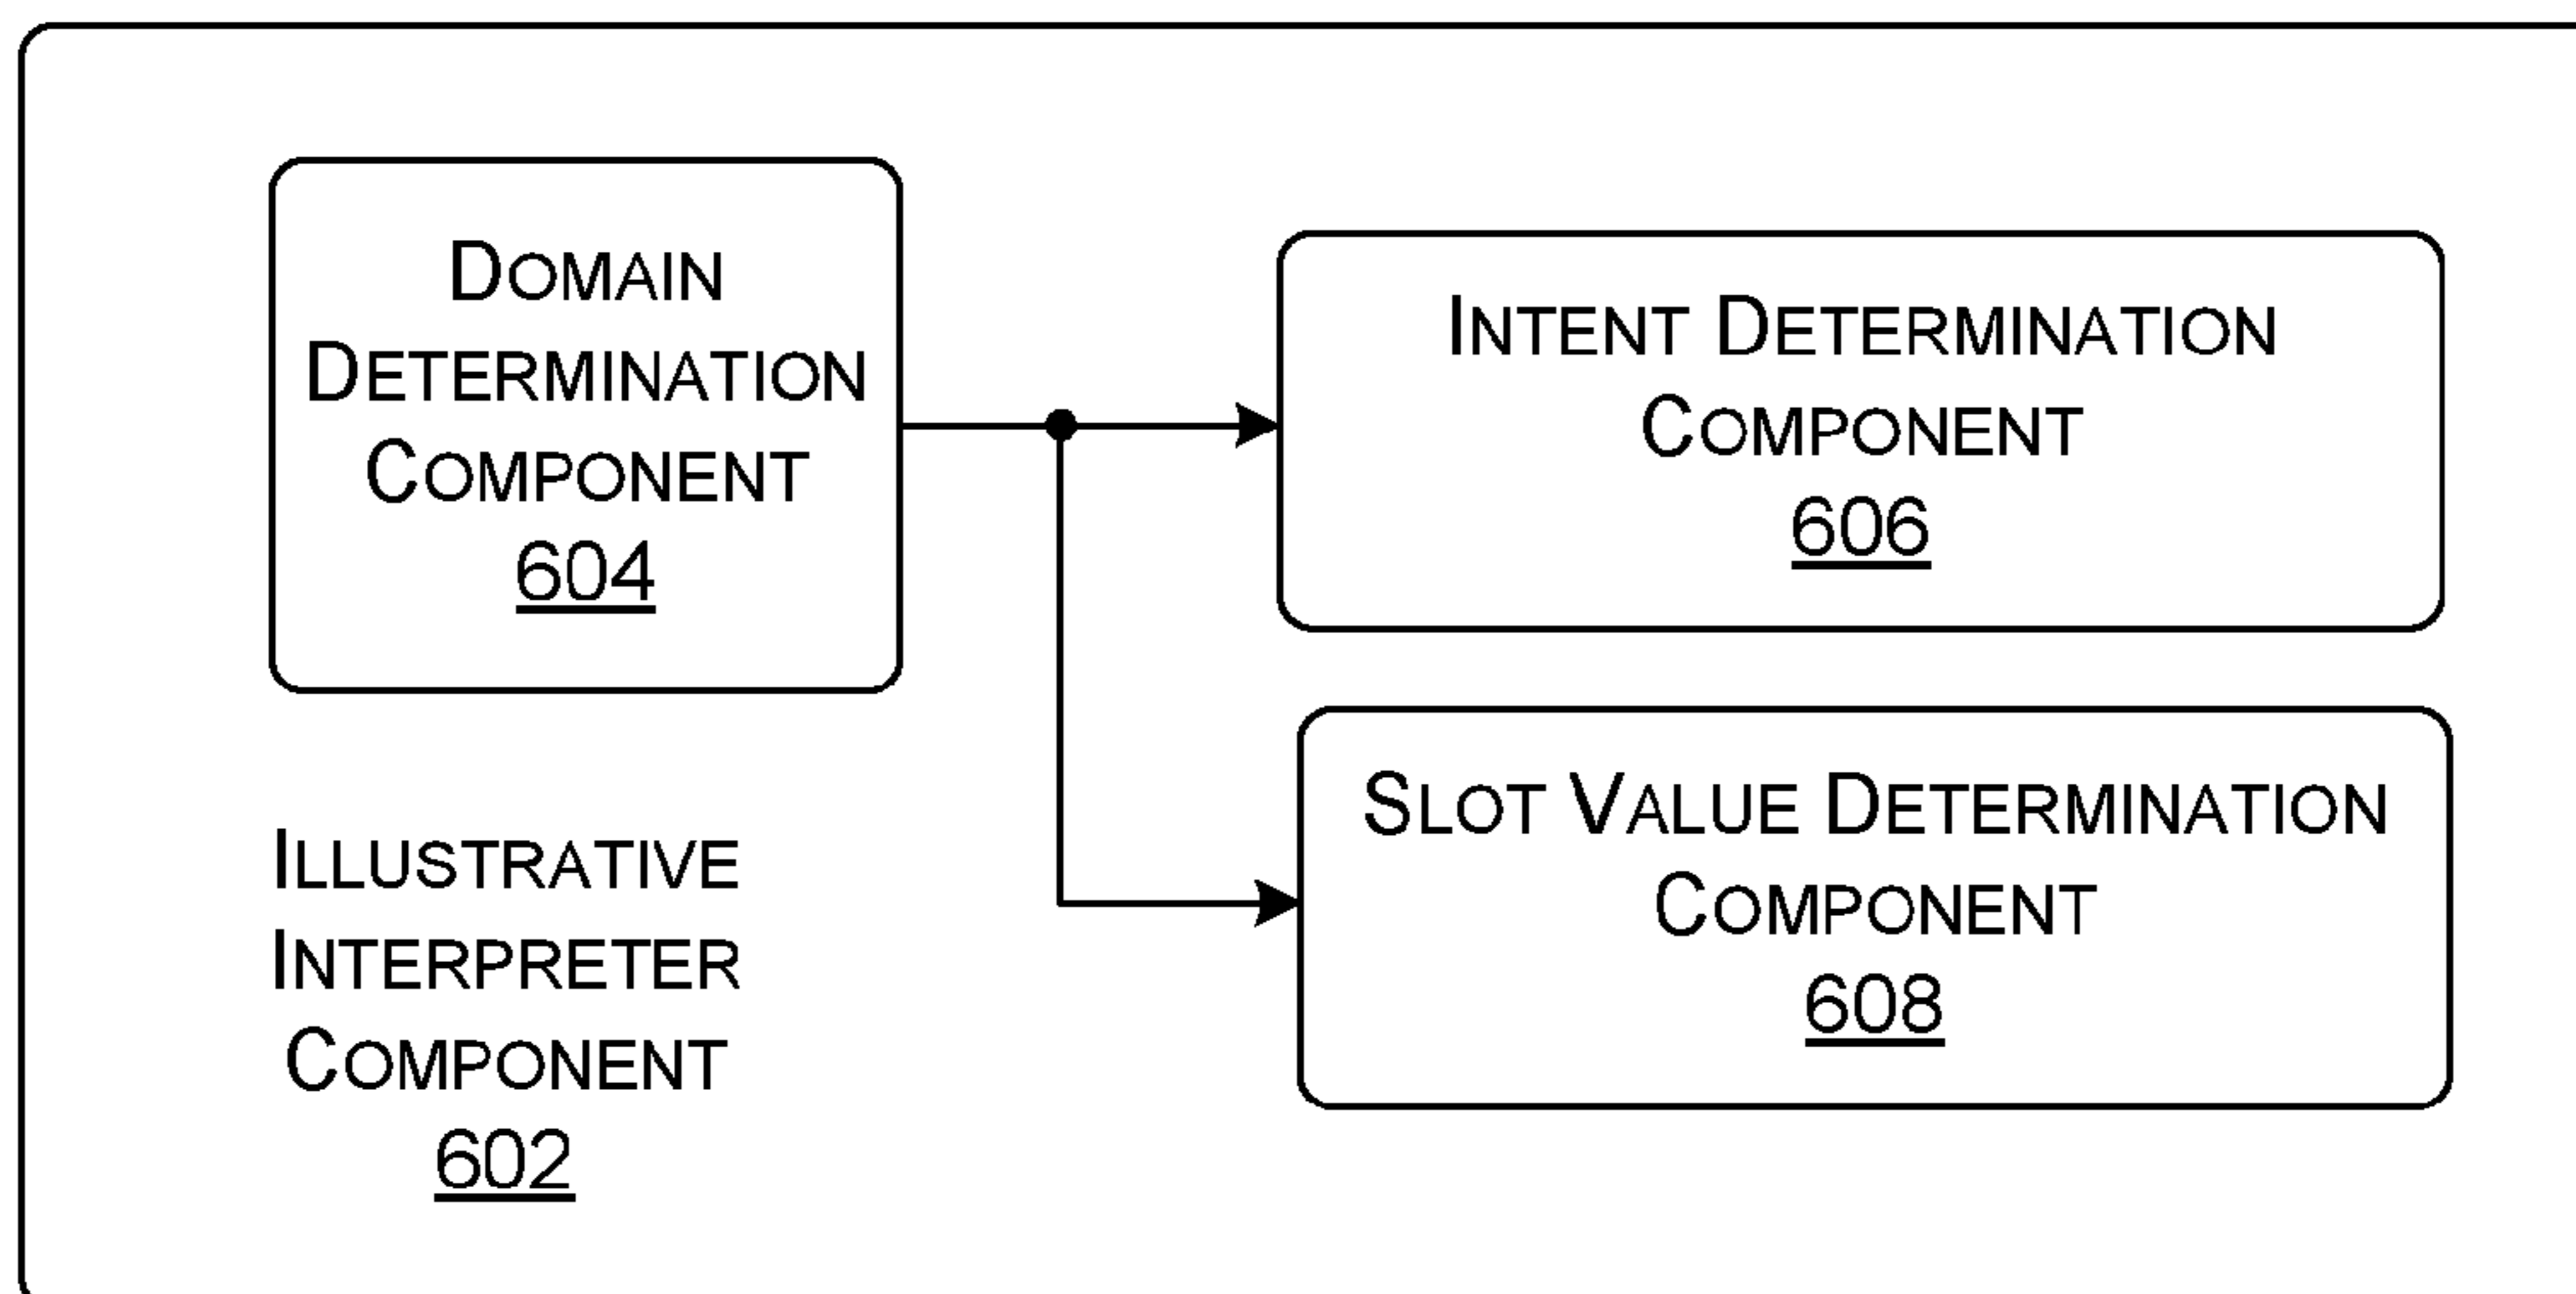 DOMAIN
DETERMINATION
COMPONENT
604
INTENT DETERMINATION
COMPONENT
606
SLOT VALUE DETERMINATION
COMPONENT
608
ILLUSTRATIVE
INTERPRETER
COMPONENT
602